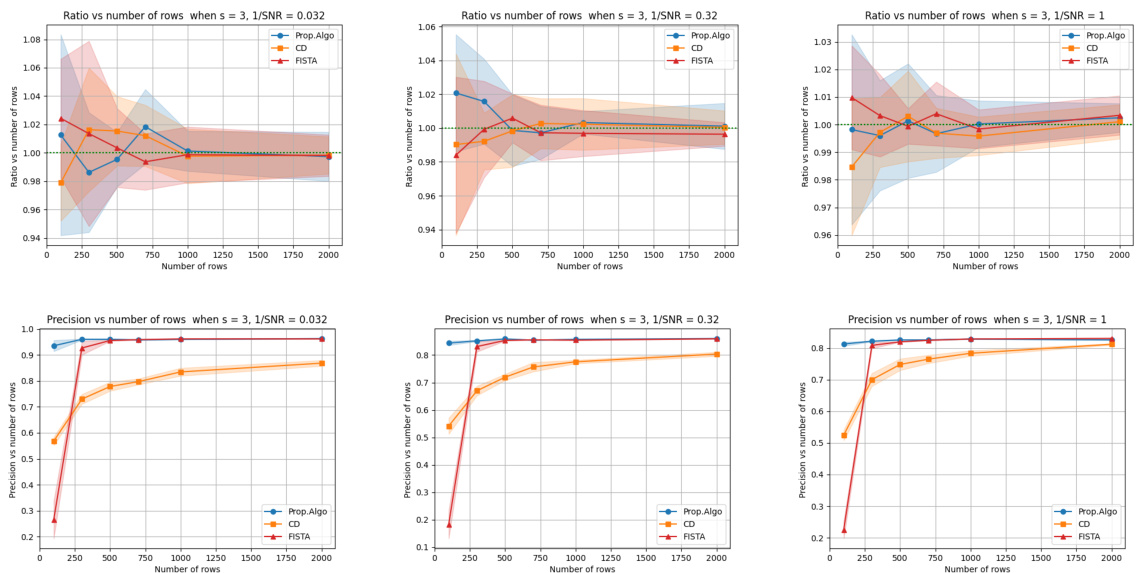 Ratio vs number of rows when s = 3, 1/SNR = 0.032
Ratio vs number of rows
1.08
1.06
1.04
1.02
1.00
0.98
0.96
0.94
Prop.Algo
CD
FISTA
0 250 500 750 1000 1250 1500 1750 2000
Number of rows
Ratio vs number of rows when s = 3, 1/SNR = 0.32
Ratio vs number of rows
1.06
1.04
1.02
1.00
0.98
0.96
0.94
Prop.Algo
CD
FISTA
0 250 500 750 1000 1250 1500 1750 2000
Number of rows
Ratio vs number of rows when s = 3, 1/SNR = 1
Ratio vs number of rows
1.03
1.02
1.01
1.00
0.99
0.98
0.97
0.96
Prop.Algo
CD
FISTA
0 250 500 750 1000 1250 1500 1750 2000
Number of rows
Precision vs number of rows when s = 3, 1/SNR = 0.032
Precision vs number of rows
1.0
0.9
0.8
0.7
0.6
0.5
0.4
0.3
0.2
Prop.Algo
CD
FISTA
0 250 500 750 1000 1250 1500 1750 2000
Number of rows
Precision vs number of rows when s = 3, 1/SNR = 0.32
Precision vs number of rows
0.8
0.7
0.6
0.5
0.4
0.3
0.2
0.1
Prop.Algo
CD
FISTA
0 250 500 750 1000 1250 1500 1750 2000
Number of rows
Precision vs number of rows when s = 3, 1/SNR = 1
Precision vs number of rows
0.8
0.7
0.6
0.5
0.4
0.3
0.2
Prop.Algo
CD
FISTA
0 250 500 750 1000 1250 1500 1750 2000
Number of rows